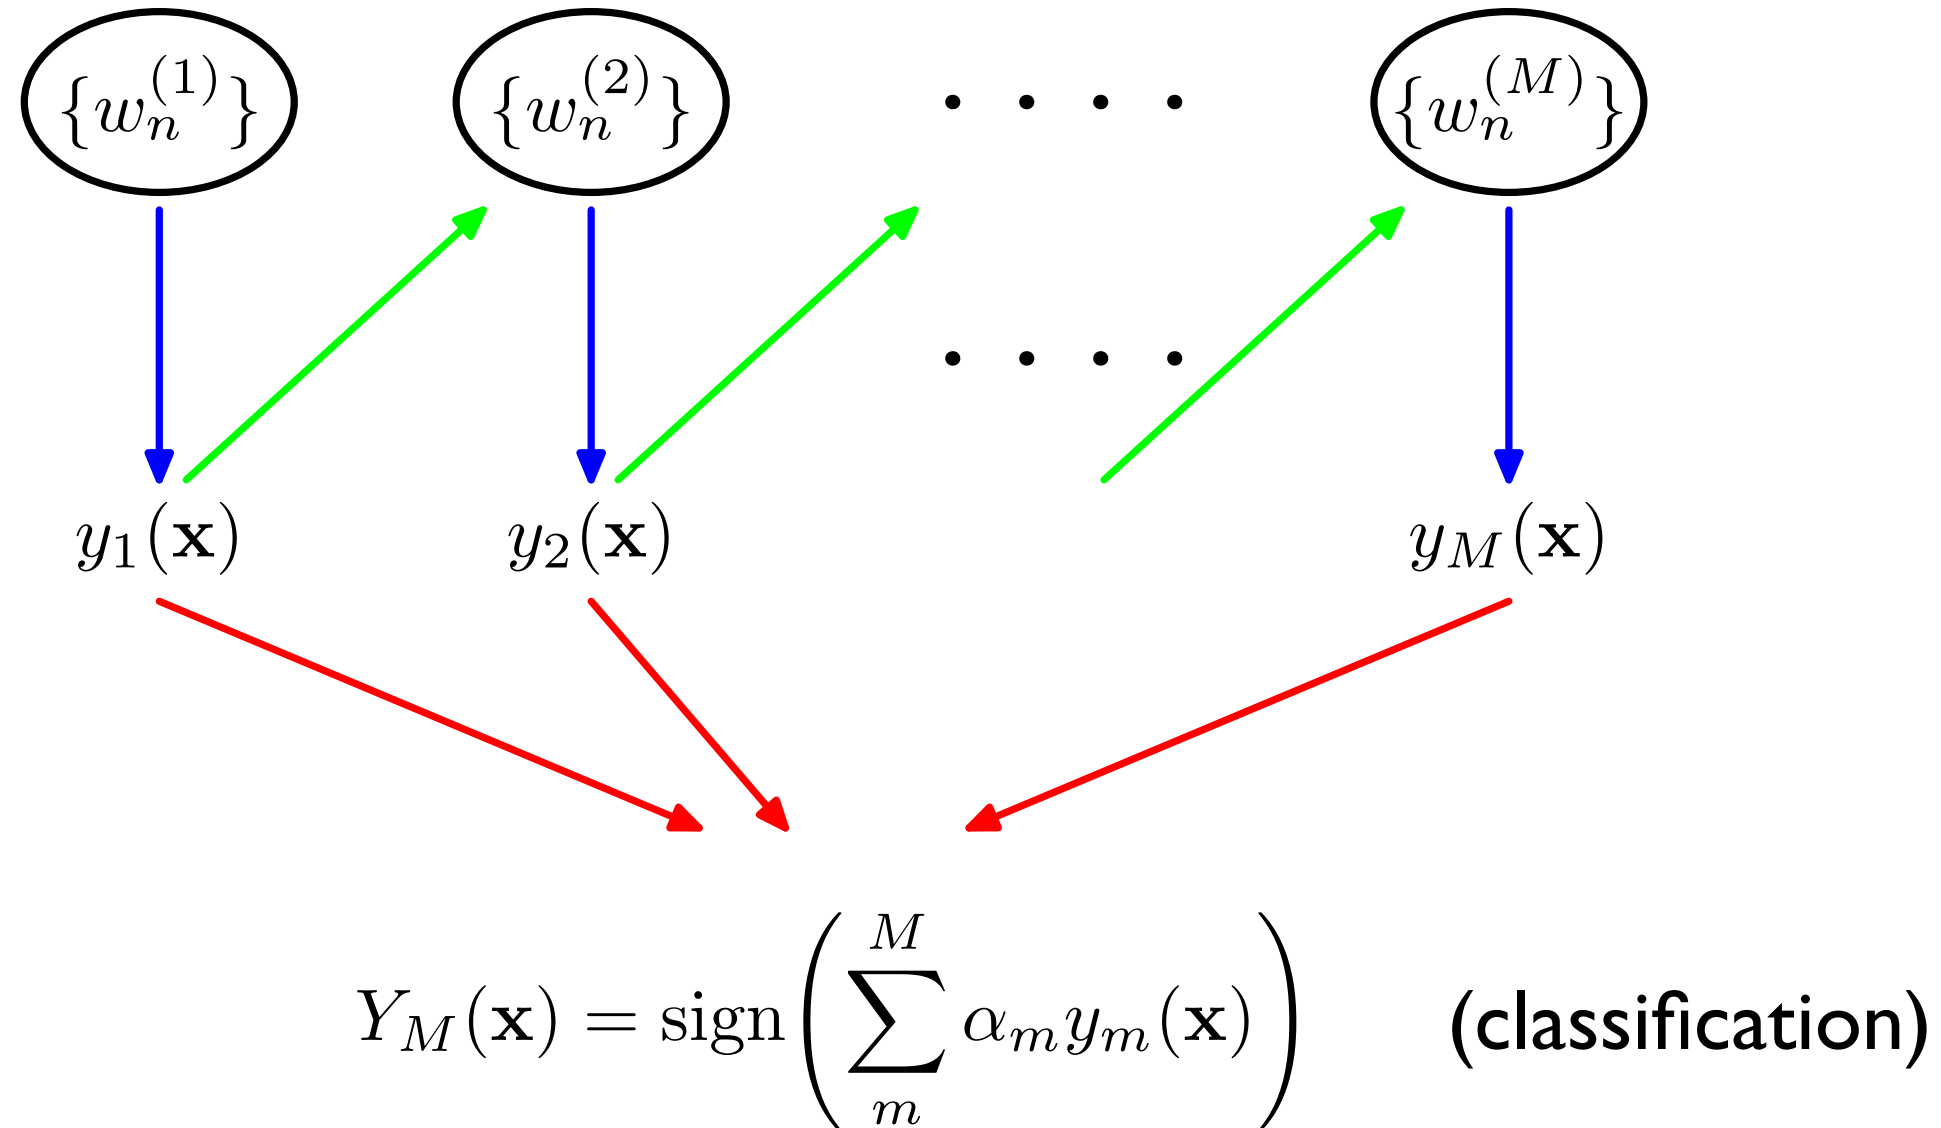 {w_n^{(1)}} {w_n^{(2)}} . . . . {w_n^{(M)}}
. . . .
y_1(x) y_2(x) y_M(x)
Y_M(x) = sign(∑_m^M α_m y_m(x)) (classification)